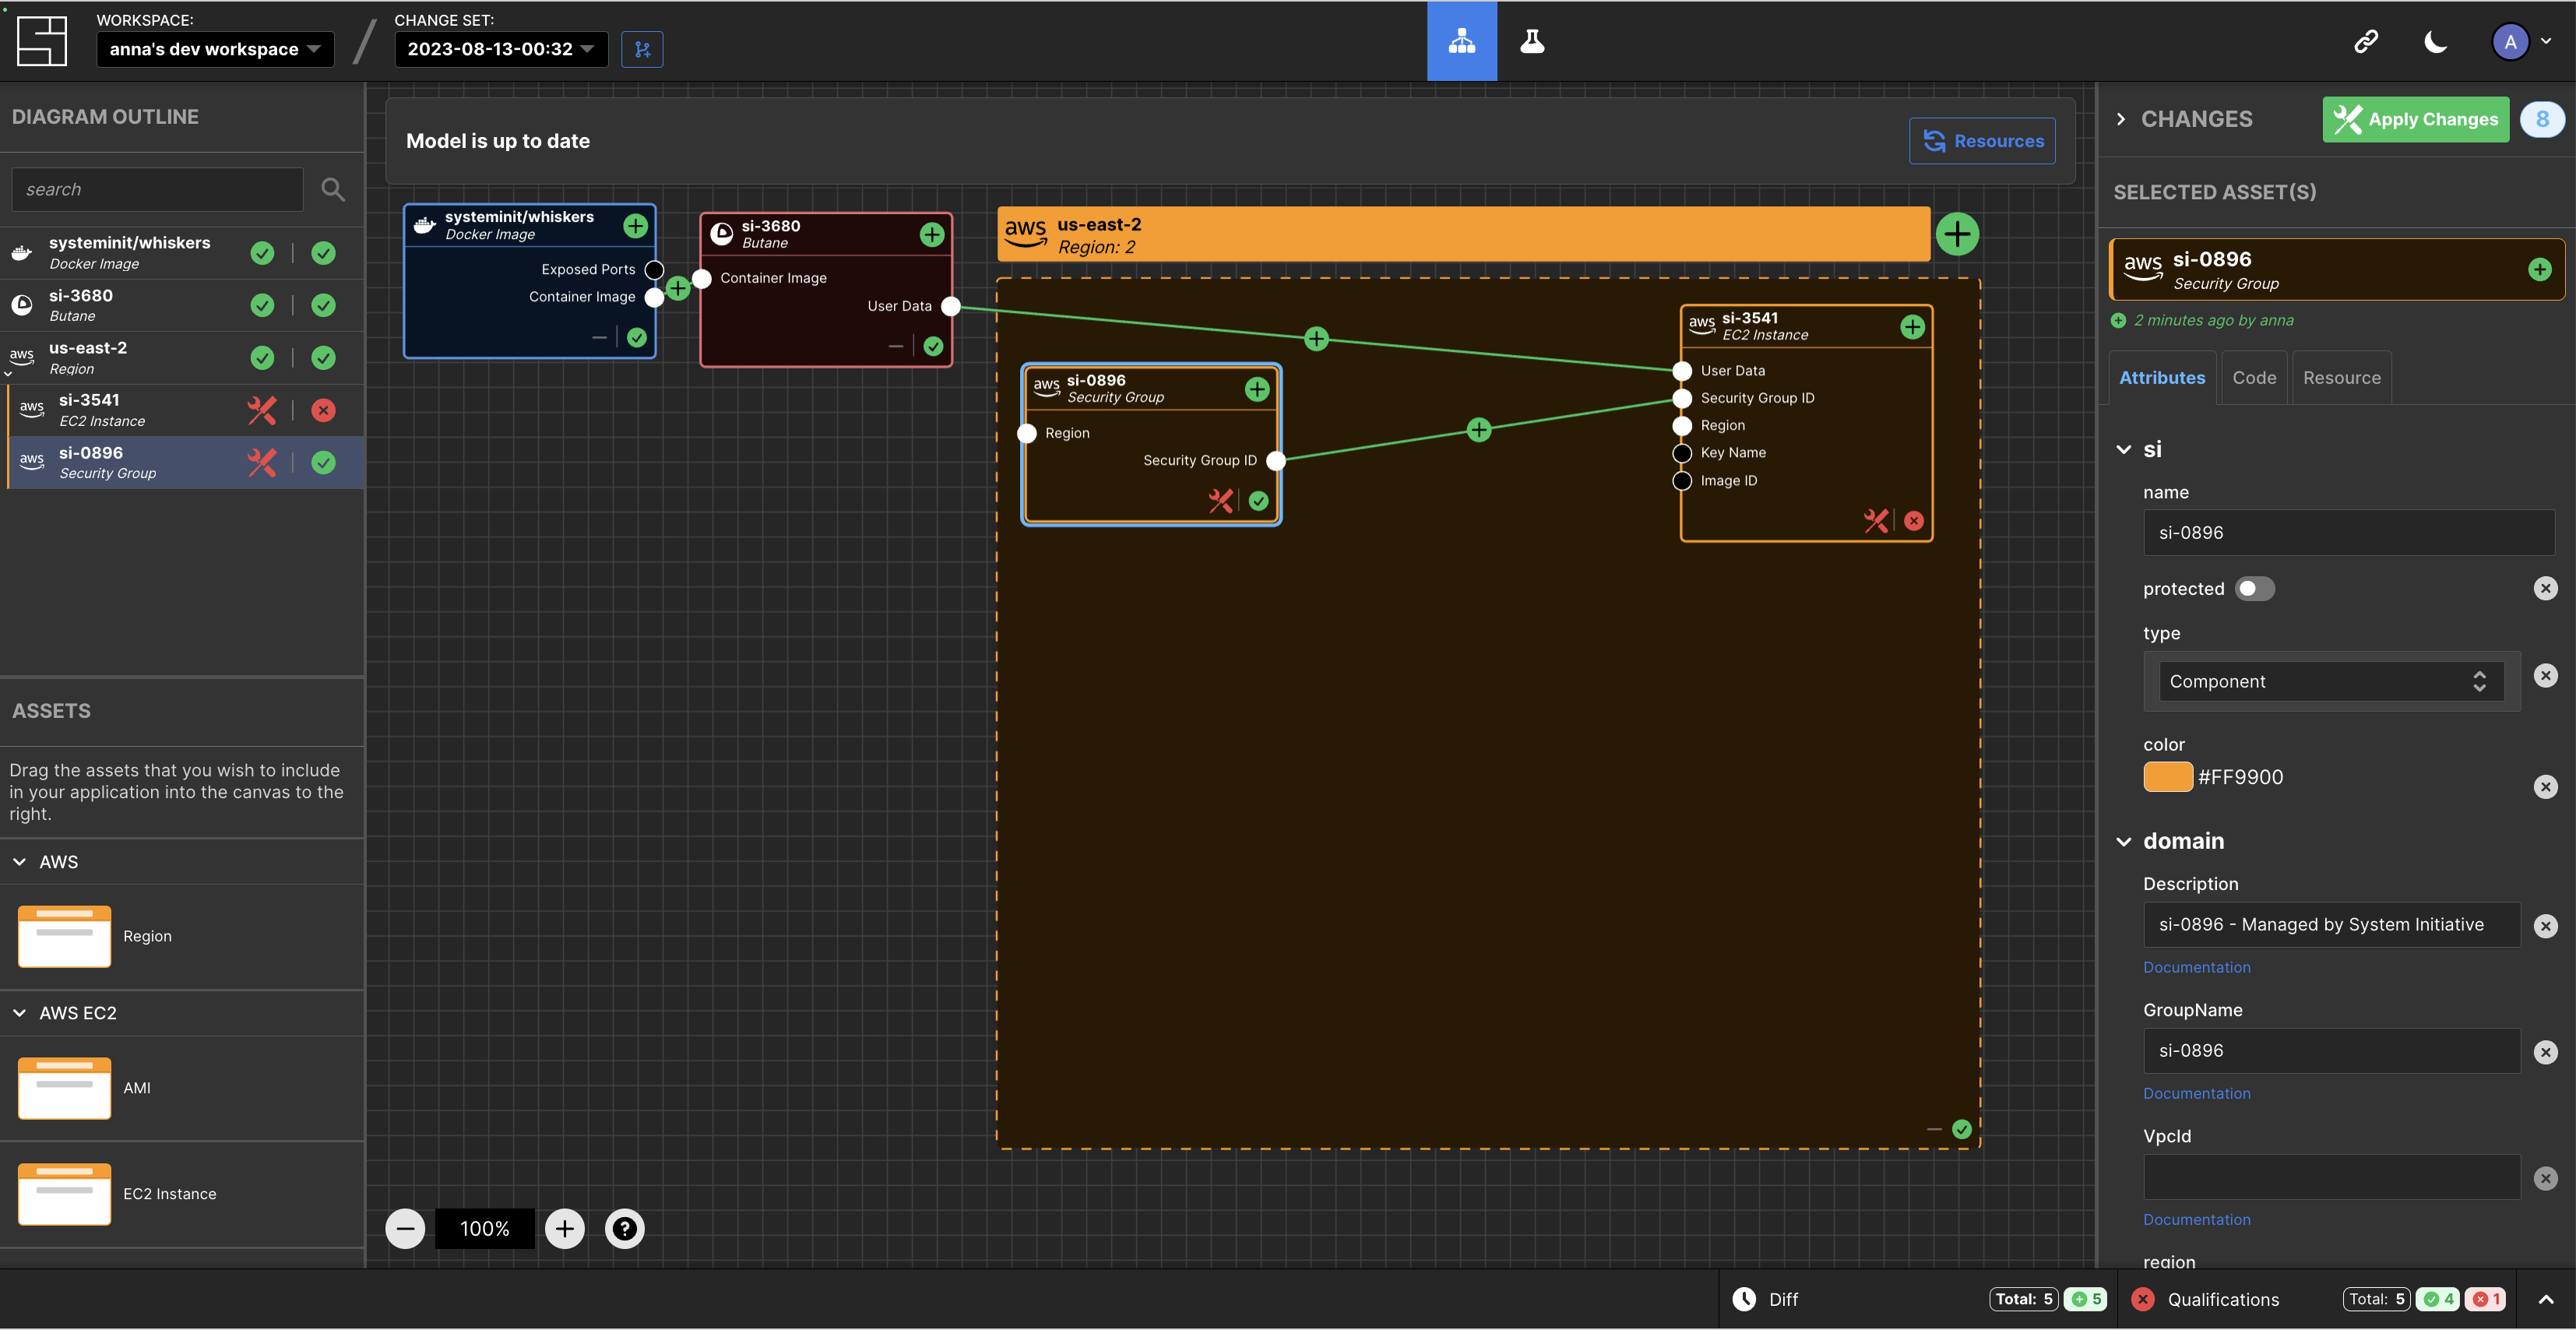 WORKSPACE:
anna's dev workspace
CHANGE SET:
2023-08-13-00:32
A
DIAGRAM OUTLINE
search
systeminit/whiskers
Docker Image
si-3680
Butane
aws
us-east-2
Region
aws
si-3541
EC2 Instance
aws
si-0896
Security Group
ASSETS
Drag the assets that you wish to include
in your application into the canvas to the
right.
AWS
Region
AWS EC2
AMI
EC2 Instance
Model is up to date
Resources
systeminit/whiskers
Docker Image
Exposed Ports
Container Image
si-3680
Butane
Container Image
User Data
aws
us-east-2
Region: 2
aws
si-0896
Security Group
Region
Security Group ID
aws
si-3541
EC2 Instance
User Data
Security Group ID
Region
Key Name
Image ID
100%
CHANGES
Apply Changes
8
SELECTED ASSET(S)
aws
si-0896
Security Group
2 minutes ago by anna
Attributes
Code
Resource
si
name
si-0896
protected
type
Component
color
#FF9900
domain
Description
si-0896 - Managed by System Initiative
Documentation
GroupName
si-0896
Documentation
VpcId
Documentation
region
Diff
Total: 5
5
Qualifications
Total: 5
4
1